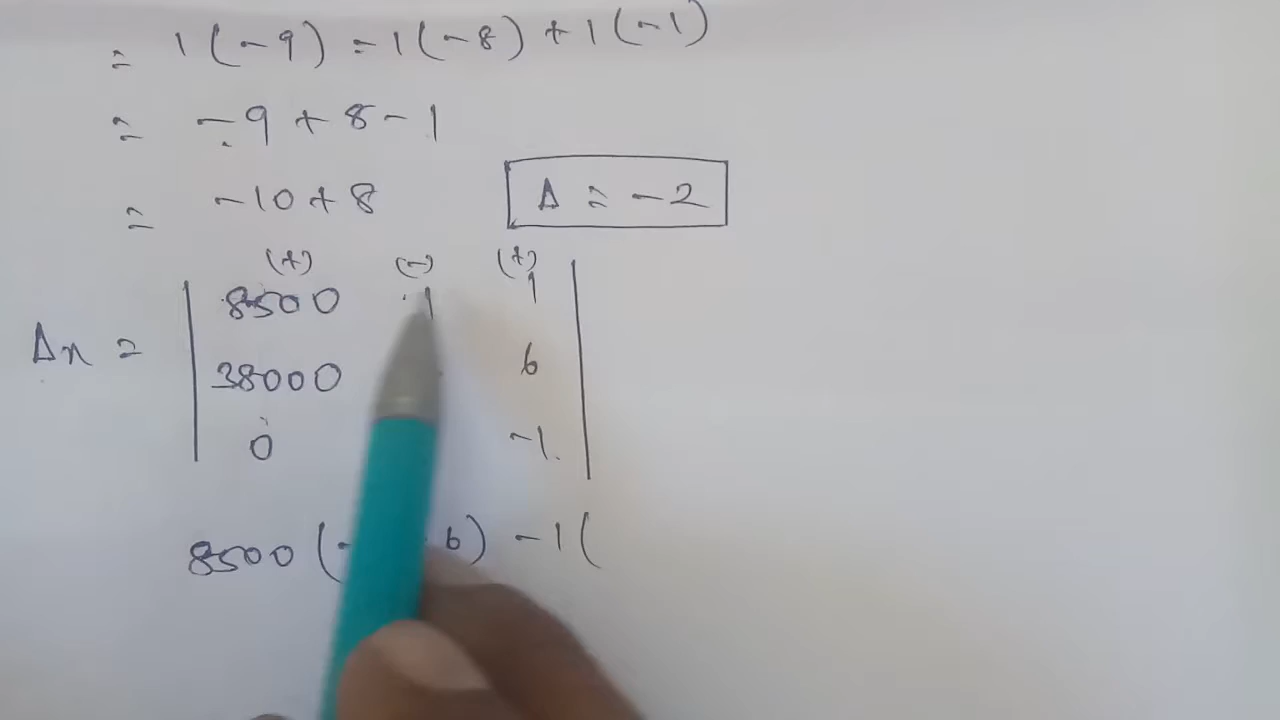 = 1(-9) -1(-8) + 1(-1)
= -9 + 8 - 1
= -10 + 8
Δ = -2
(+) (-) (+)
Δx = | 8500 1 1 |
| 38000 6 |
| 0 -1 |
8500 (- 6) -1(